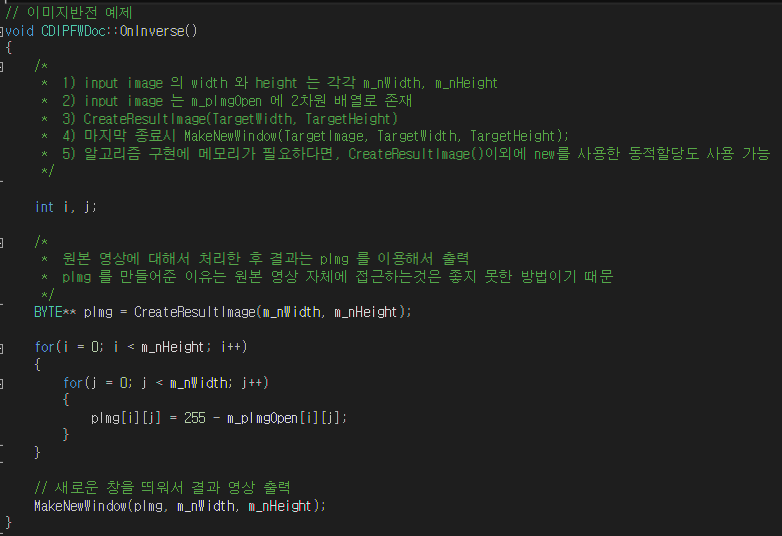 // 이미지반전 예제
void CDIPFWDoc::OnInverse()
{
/*
* 1) input image 의 width 와 height 는 각각 m_nWidth, m_nHeight
* 2) input image 는 m_pImgOpen 에 2차원 배열로 존재
* 3) CreateResultImage(TargetWidth, TargetHeight)
* 4) 마지막 종료시 MakeNewWindow(TargetImage, TargetWidth, TargetHeight);
* 5) 알고리즘 구현에 메모리가 필요하다면, CreateResultImage()이외에 new를 사용한 동적할당도 사용 가능
*/
int i, j;
/*
* 원본 영상에 대해서 처리한 후 결과는 pImg 를 이용해서 출력
* pImg 를 만들어준 이유는 원본 영상 자체에 접근하는것은 좋지 못한 방법이기 때문
*/
BYTE** pImg = CreateResultImage(m_nWidth, m_nHeight);
for(i = 0; i < m_nHeight; i++)
{
for(j = 0; j < m_nWidth; j++)
{
pImg[i][j] = 255 - m_pImgOpen[i][j];
}
}
// 새로운 창을 띄워서 결과 영상 출력
MakeNewWindow(pImg, m_nWidth, m_nHeight);
}